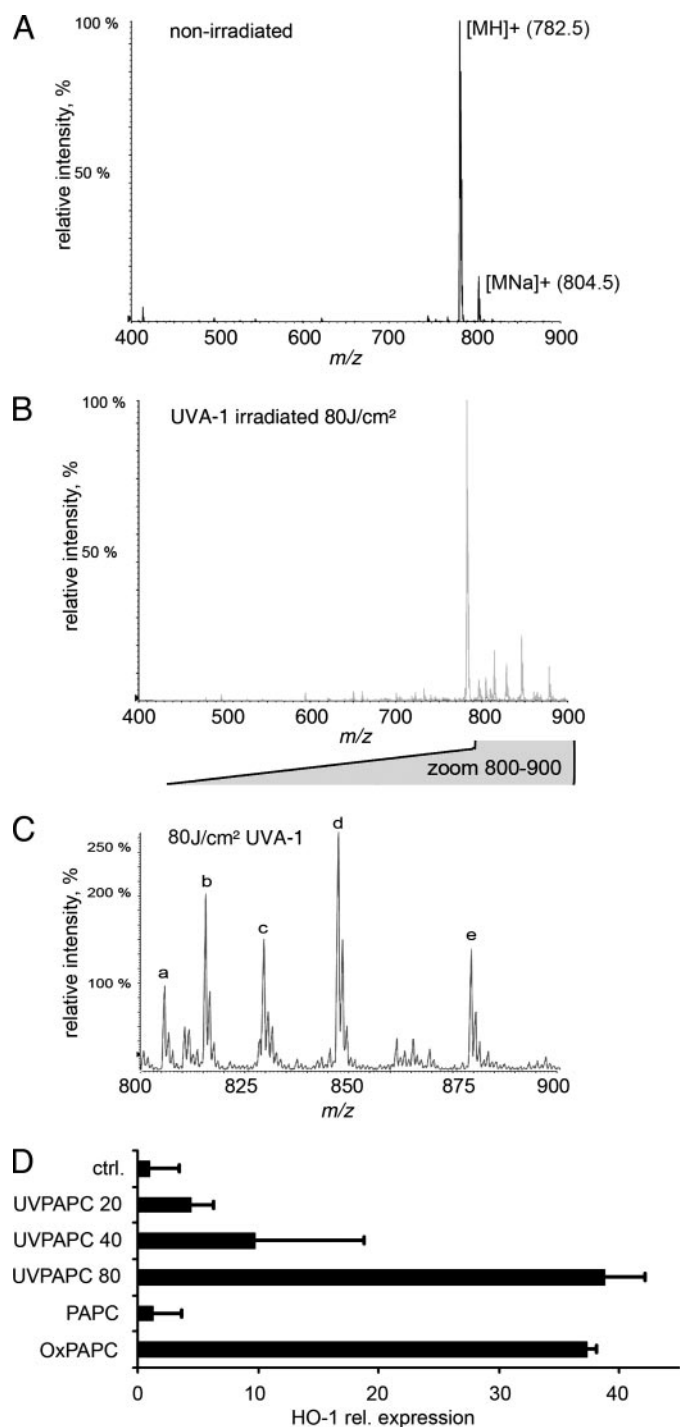 A
100 %
non-irradiated
[MH]+ (782.5)
relative intensity, %
50 %
[MNa]+ (804.5)
400 500 600 700 800 900
m/z
B
100 %
UVA-1 irradiated 80J/cm²
relative intensity, %
50 %
400 500 600 700 800 900
m/z
zoom 800-900
C
80J/cm² UVA-1
d
250 %
relative intensity, %
200 %
b
c
e
a
100 %
800 825 850 875 900
m/z
D
ctrl.
UVPAPC 20
UVPAPC 40
UVPAPC 80
PAPC
OxPAPC
0 10 20 30 40
HO-1 rel. expression